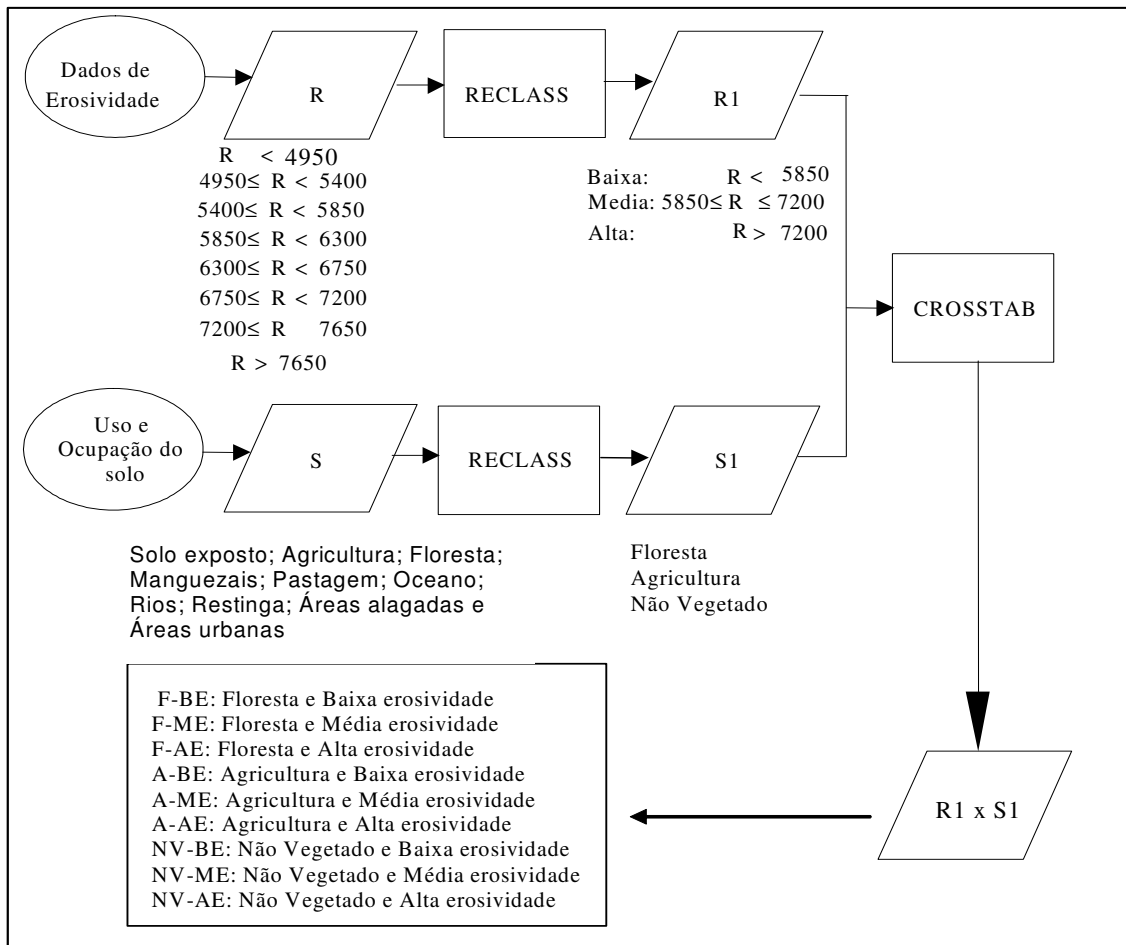 Dados de
Erosividade
R
RECLASS
R1
R < 4950
4950≤ R < 5400
5400≤ R < 5850
5850≤ R < 6300
6300≤ R < 6750
6750≤ R < 7200
7200≤ R 7650
R > 7650
Baixa: R < 5850
Media: 5850≤ R ≤ 7200
Alta: R > 7200
CROSSTAB
Uso e
Ocupação do
solo
S
RECLASS
S1
Solo exposto; Agricultura; Floresta;
Manguezais; Pastagem; Oceano;
Rios; Restinga; Áreas alagadas e
Áreas urbanas
Floresta
Agricultura
Não Vegetado
F-BE: Floresta e Baixa erosividade
F-ME: Floresta e Média erosividade
F-AE: Floresta e Alta erosividade
A-BE: Agricultura e Baixa erosividade
A-ME: Agricultura e Média erosividade
A-AE: Agricultura e Alta erosividade
NV-BE: Não Vegetado e Baixa erosividade
NV-ME: Não Vegetado e Média erosividade
NV-AE: Não Vegetado e Alta erosividade
R1 x S1